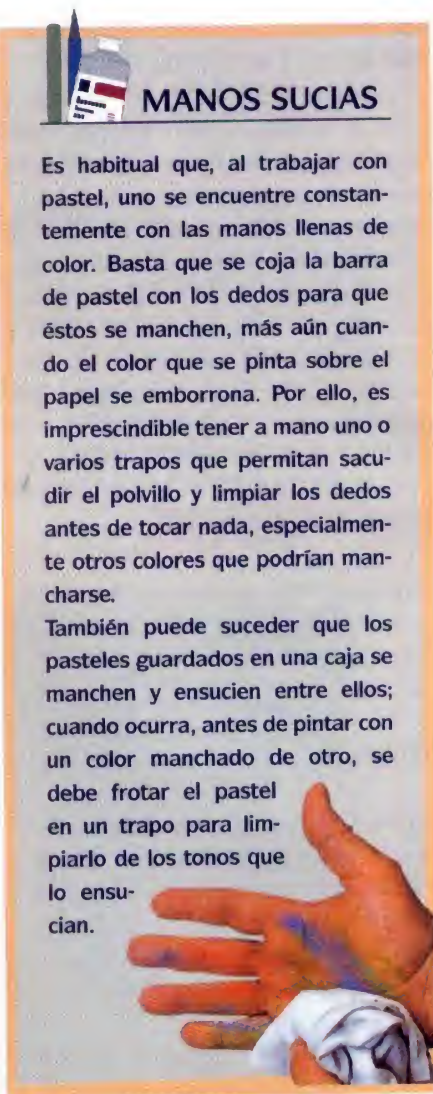 MANOS SUCIAS
Es habitual que, al trabajar con
pastel, uno se encuentre constan-
temente con las manos llenas de
color. Basta que se coja la barra
de pastel con los dedos para que
éstos se manchen, más aún cuan-
do el color que se pinta sobre el
papel se emborrona. Por ello, es
imprescindible tener a mano uno o
varios trapos que permitan sacu-
dir el polvillo y limpiar los dedos
antes de tocar nada, especialmen-
te otros colores que podrían man-
charse.
También puede suceder que los
pasteles guardados en una caja se
manchen y ensucien entre ellos;
cuando ocurra, antes de pintar con
un color manchado de otro, se
debe frotar el pastel
en un trapo para lim-
piarlo de los tonos que
lo ensu-
cian.